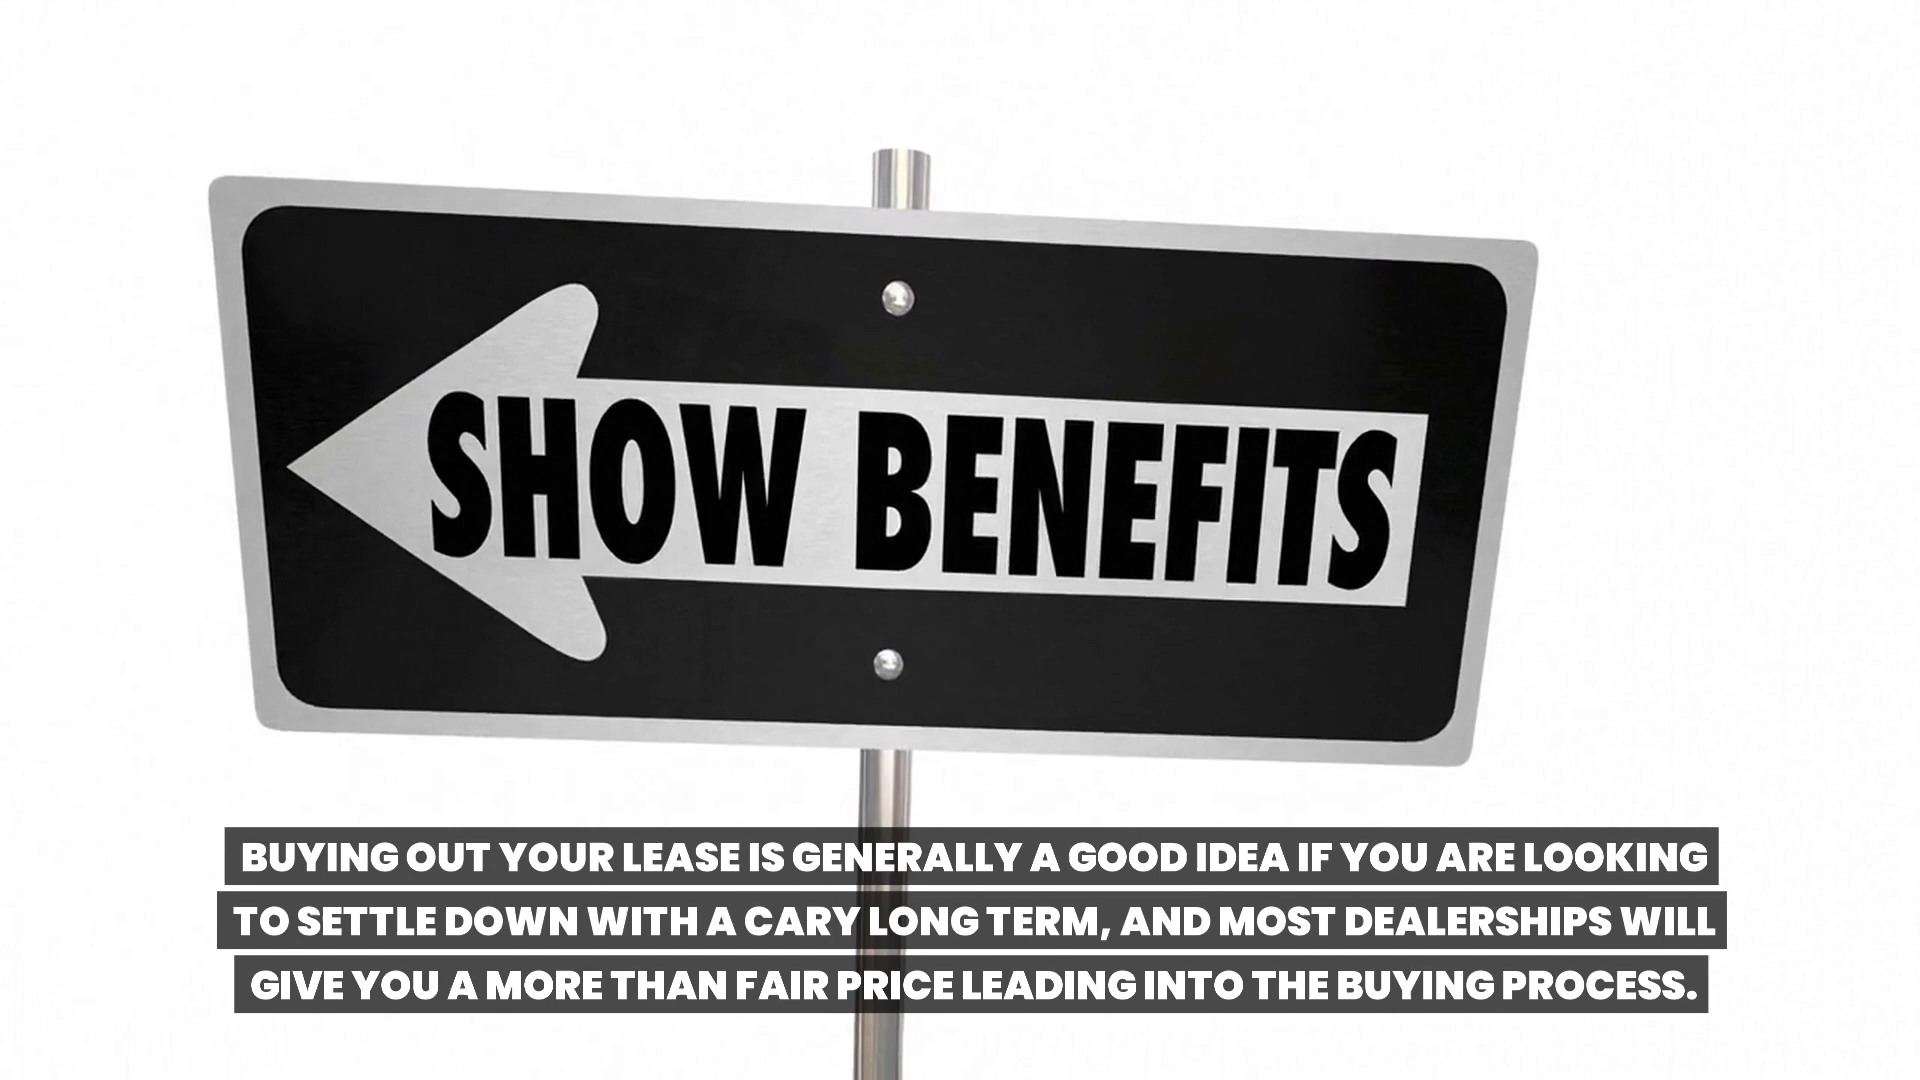 SHOW BENEFITS
BUYING OUT YOUR LEASE IS GENERALLY A GOOD IDEA IF YOU ARE LOOKING
TO SETTLE DOWN WITH A CARY LONG TERM, AND MOST DEALERSHIPS WILL
GIVE YOU A MORE THAN FAIR PRICE LEADING INTO THE BUYING PROCESS.